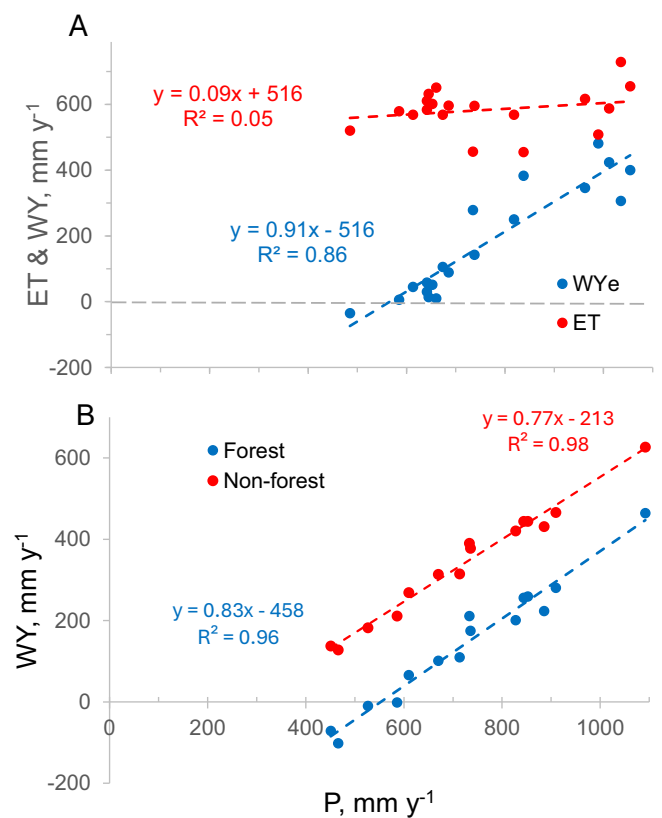 A
ET & WY, mm y⁻¹
600
400
200
0
-200
y = 0.09x + 516
R² = 0.05
y = 0.91x - 516
R² = 0.86
WYe
ET
B
WY, mm y⁻¹
600
400
200
0
-200
y = 0.77x - 213
R² = 0.98
Forest
Non-forest
y = 0.83x - 458
R² = 0.96
0
200
400
600
800
1000
P, mm y⁻¹